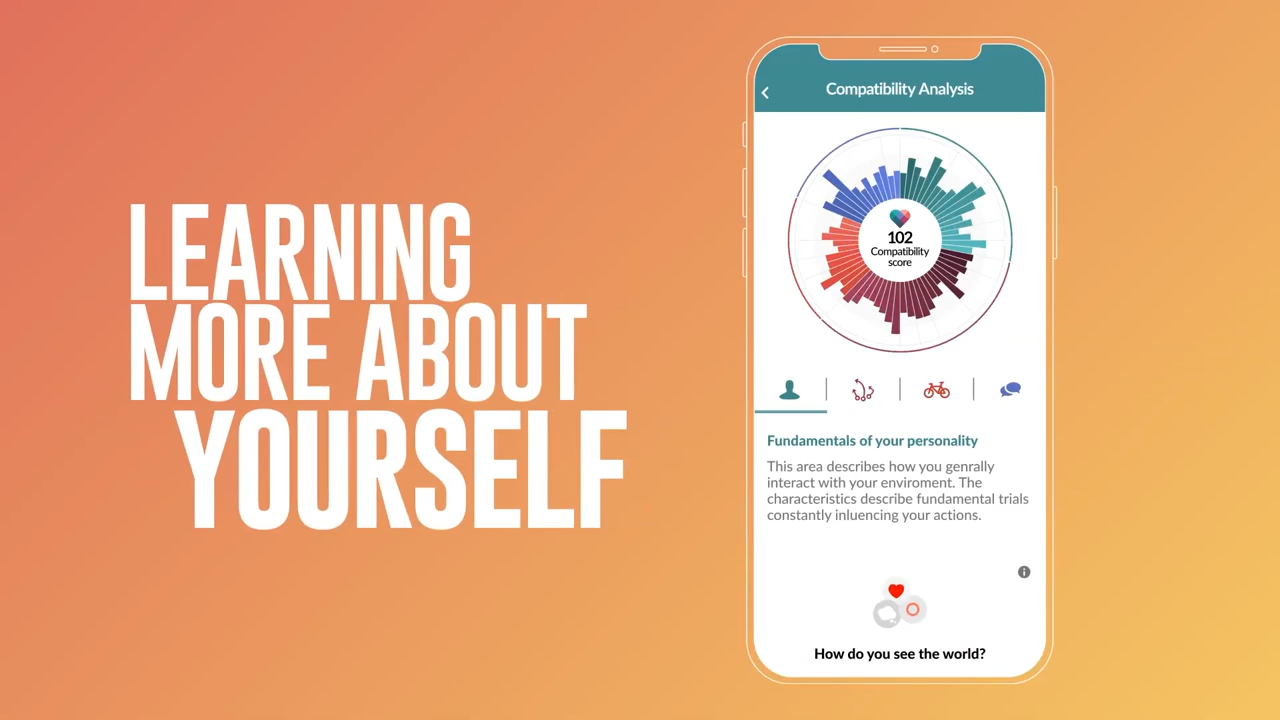 LEARNING
MORE ABOUT
YOURSELF
Compatibility Analysis
102
Compatibility
score
Fundamentals of your personality
This area describes how you genrally
interact with your enviroment. The
characteristics describe fundamental trials
constantly inluencing your actions.
How do you see the world?